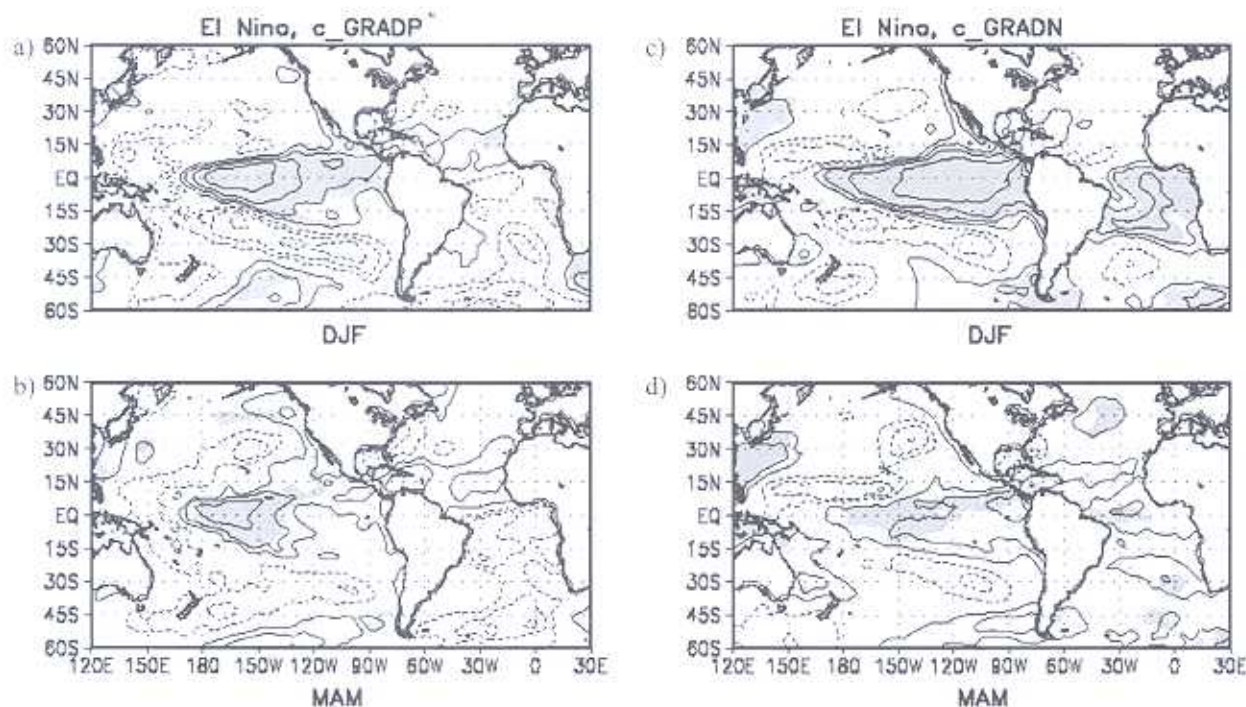 El Nino, c_GRADP
a)
60N
45N
30N
15N
EQ
15S
30S
45S
60S
DJF
El Nino, c_GRADN
c)
60N
45N
30N
15N
EQ
15S
30S
45S
60S
DJF
b)
60N
45N
30N
15N
EQ
15S
30S
45S
60S
120E 150E 180 150W 120W 90W 60W 30W 0 30E
MAM
d)
60N
45N
30N
15N
EQ
15S
30S
45S
60S
120E 150E 180 150W 120W 90W 60W 30W 0 30E
MAM